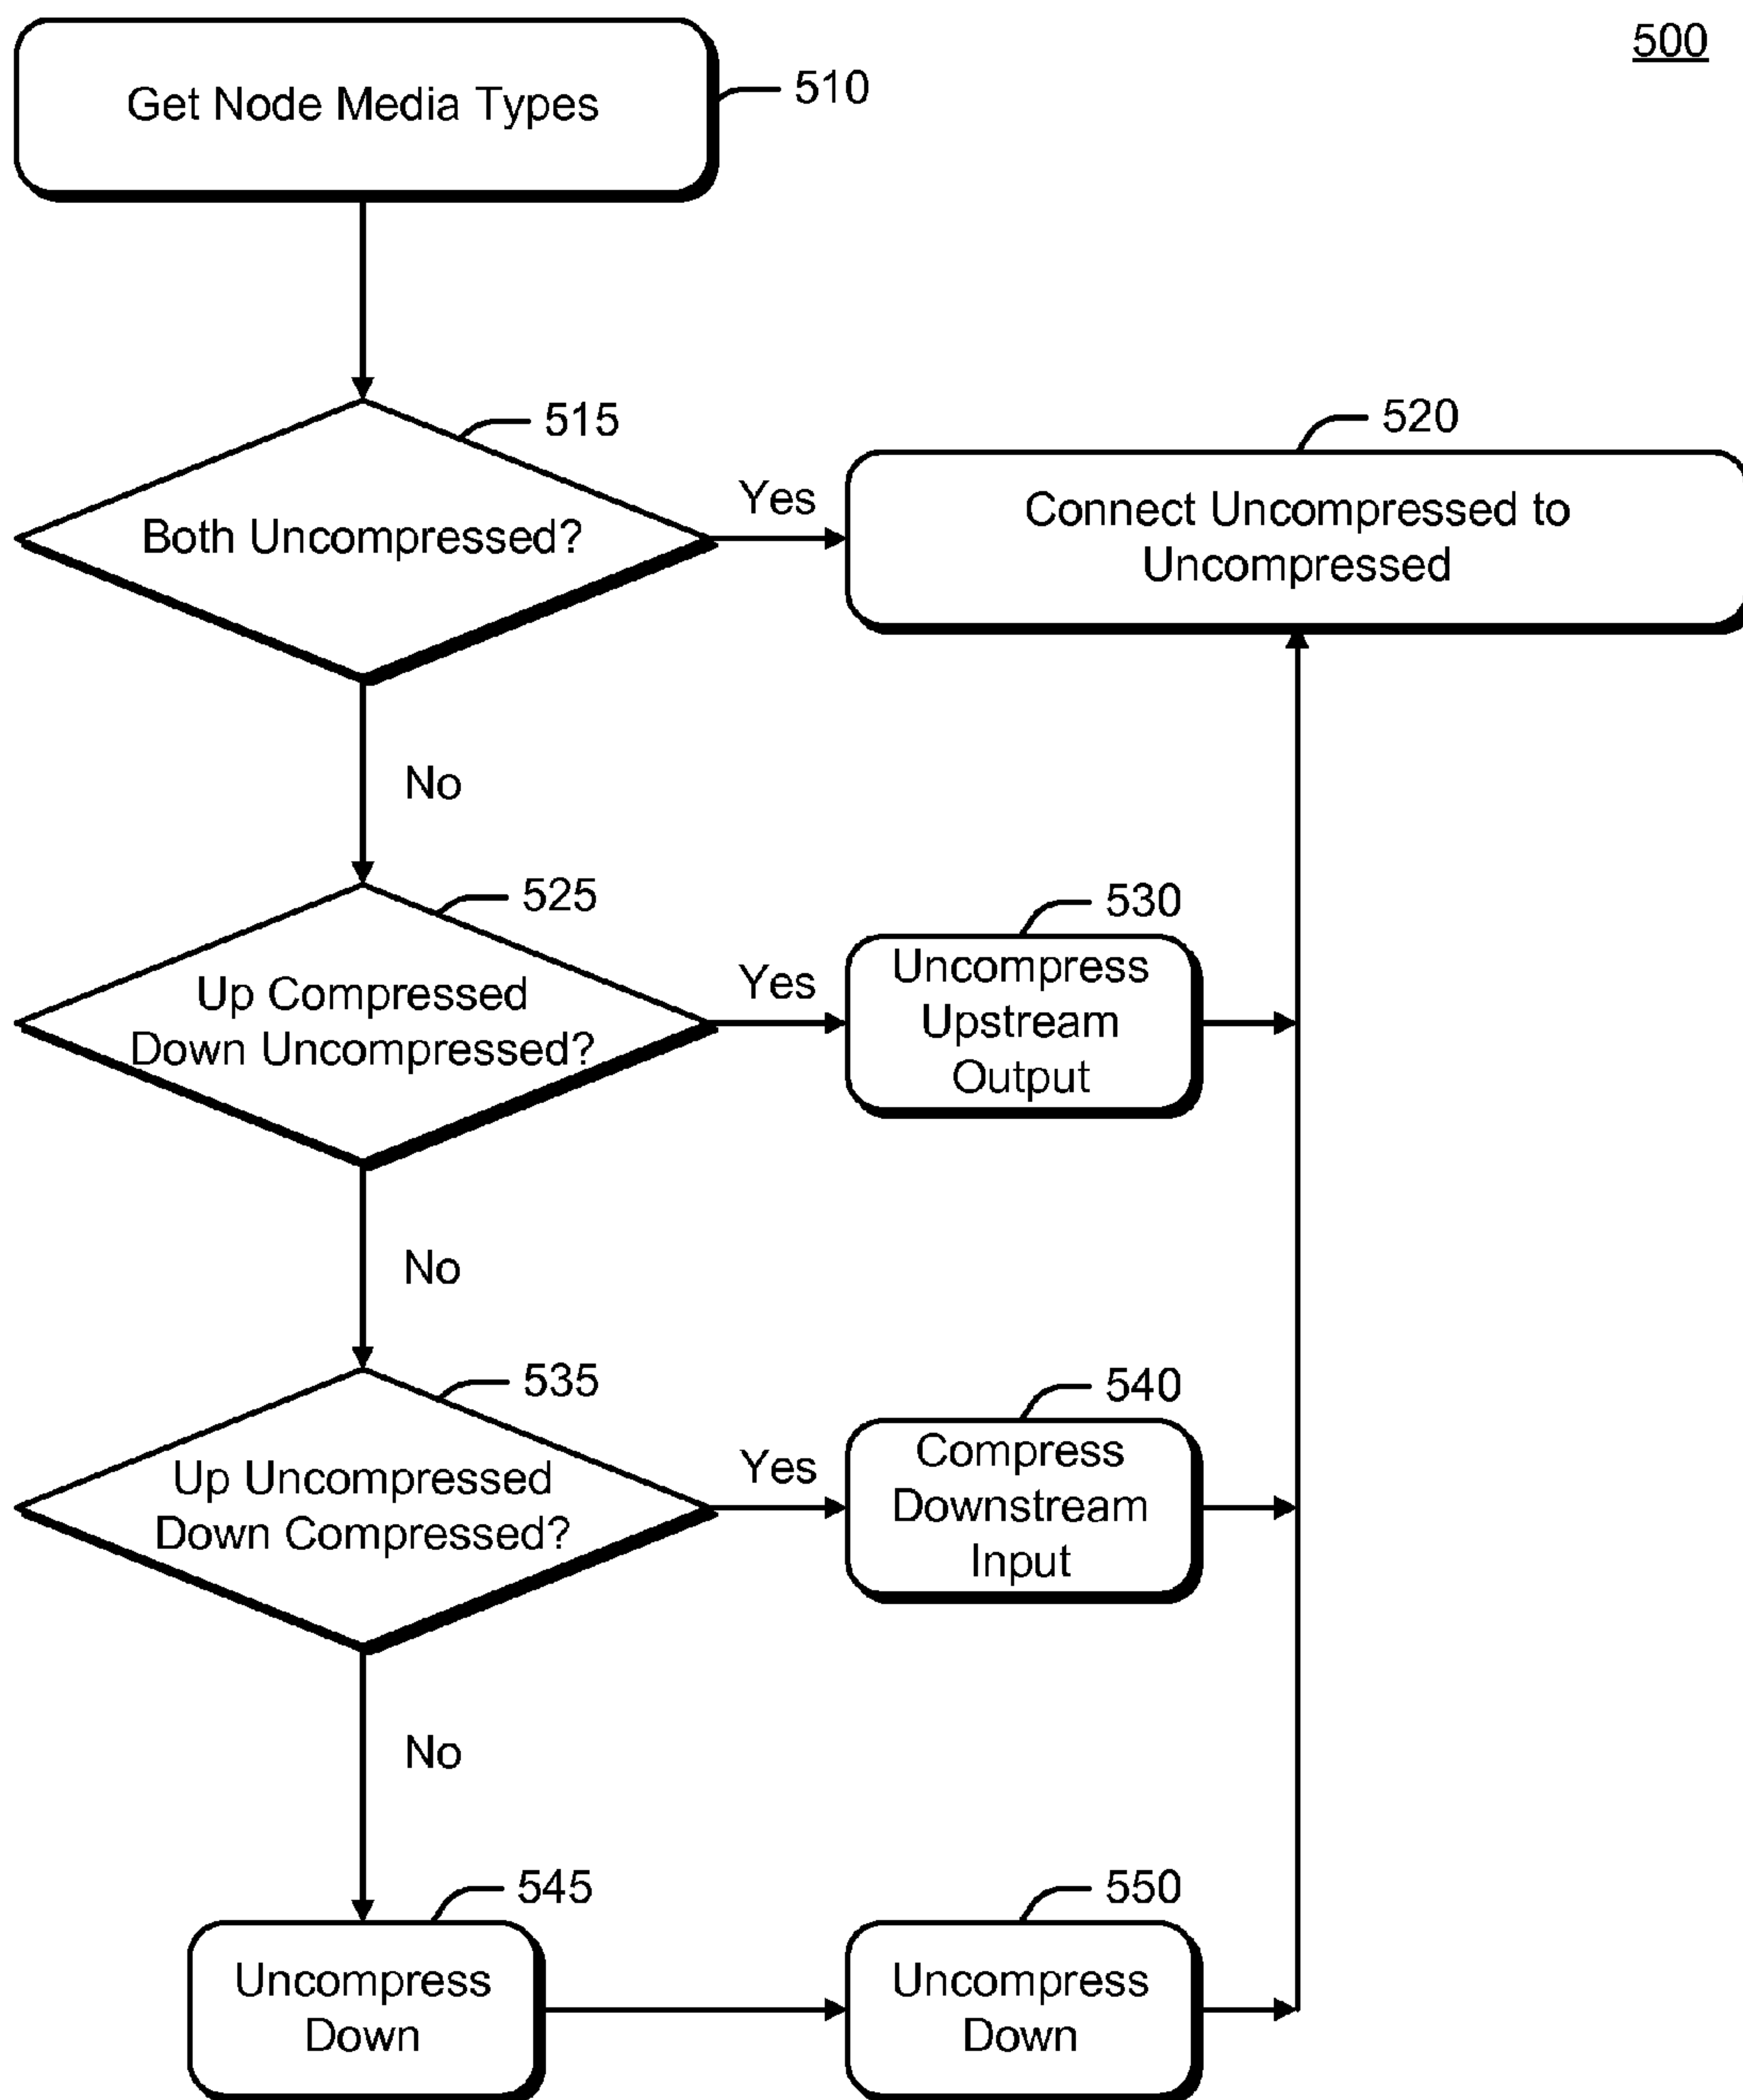 500
Get Node Media Types
510
515
Both Uncompressed?
Yes
520
Connect Uncompressed to
Uncompressed
No
525
Up Compressed
Down Uncompressed?
Yes
530
Uncompress
Upstream
Output
No
535
Up Uncompressed
Down Compressed?
Yes
540
Compress
Downstream
Input
No
545
Uncompress
Down
550
Uncompress
Down